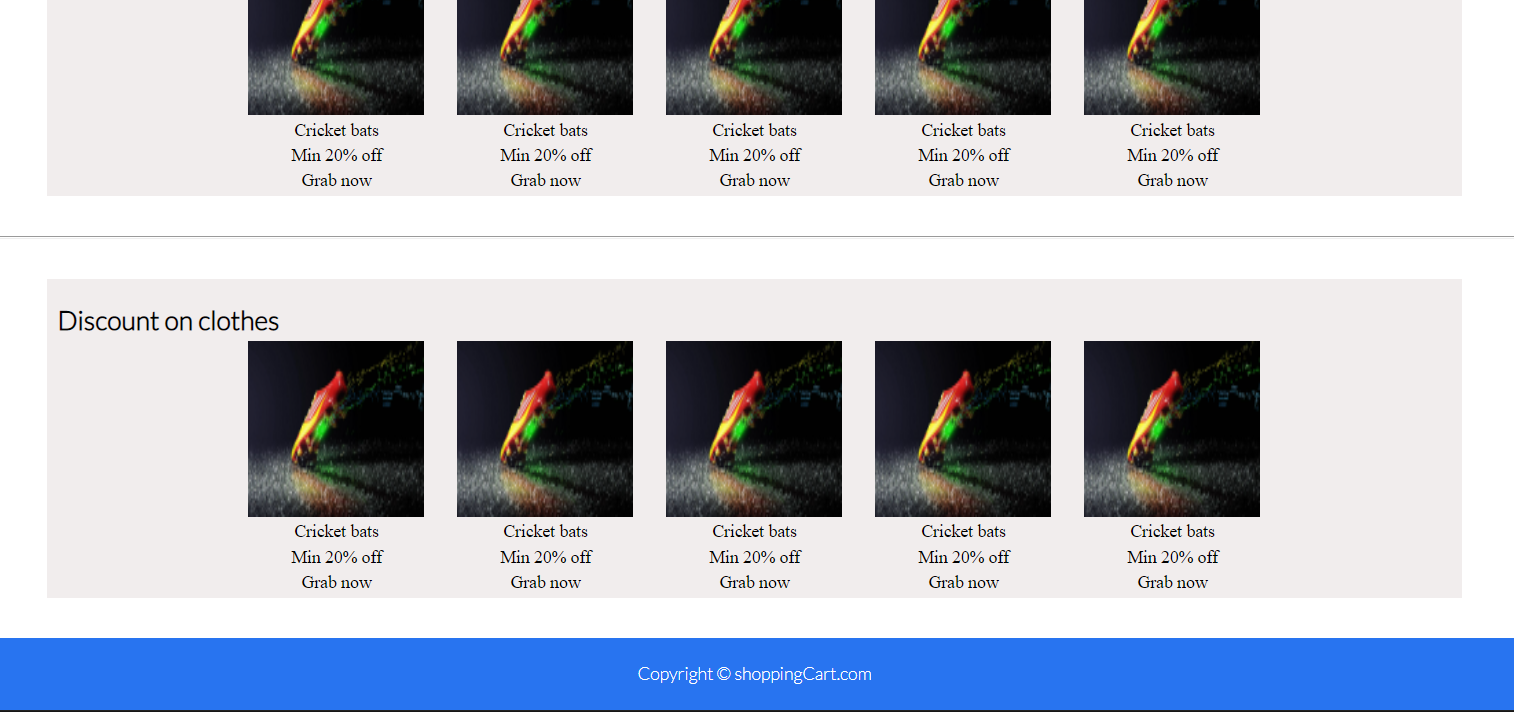 Cricket bats Cricket bats Cricket bats Cricket bats Cricket bats
Min 20% off Min 20% off Min 20% off Min 20% off Min 20% off
Grab now Grab now Grab now Grab now Grab now
Discount on clothes
Cricket bats Cricket bats Cricket bats Cricket bats Cricket bats
Min 20% off Min 20% off Min 20% off Min 20% off Min 20% off
Grab now Grab now Grab now Grab now Grab now
Copyright © shoppingCart.com